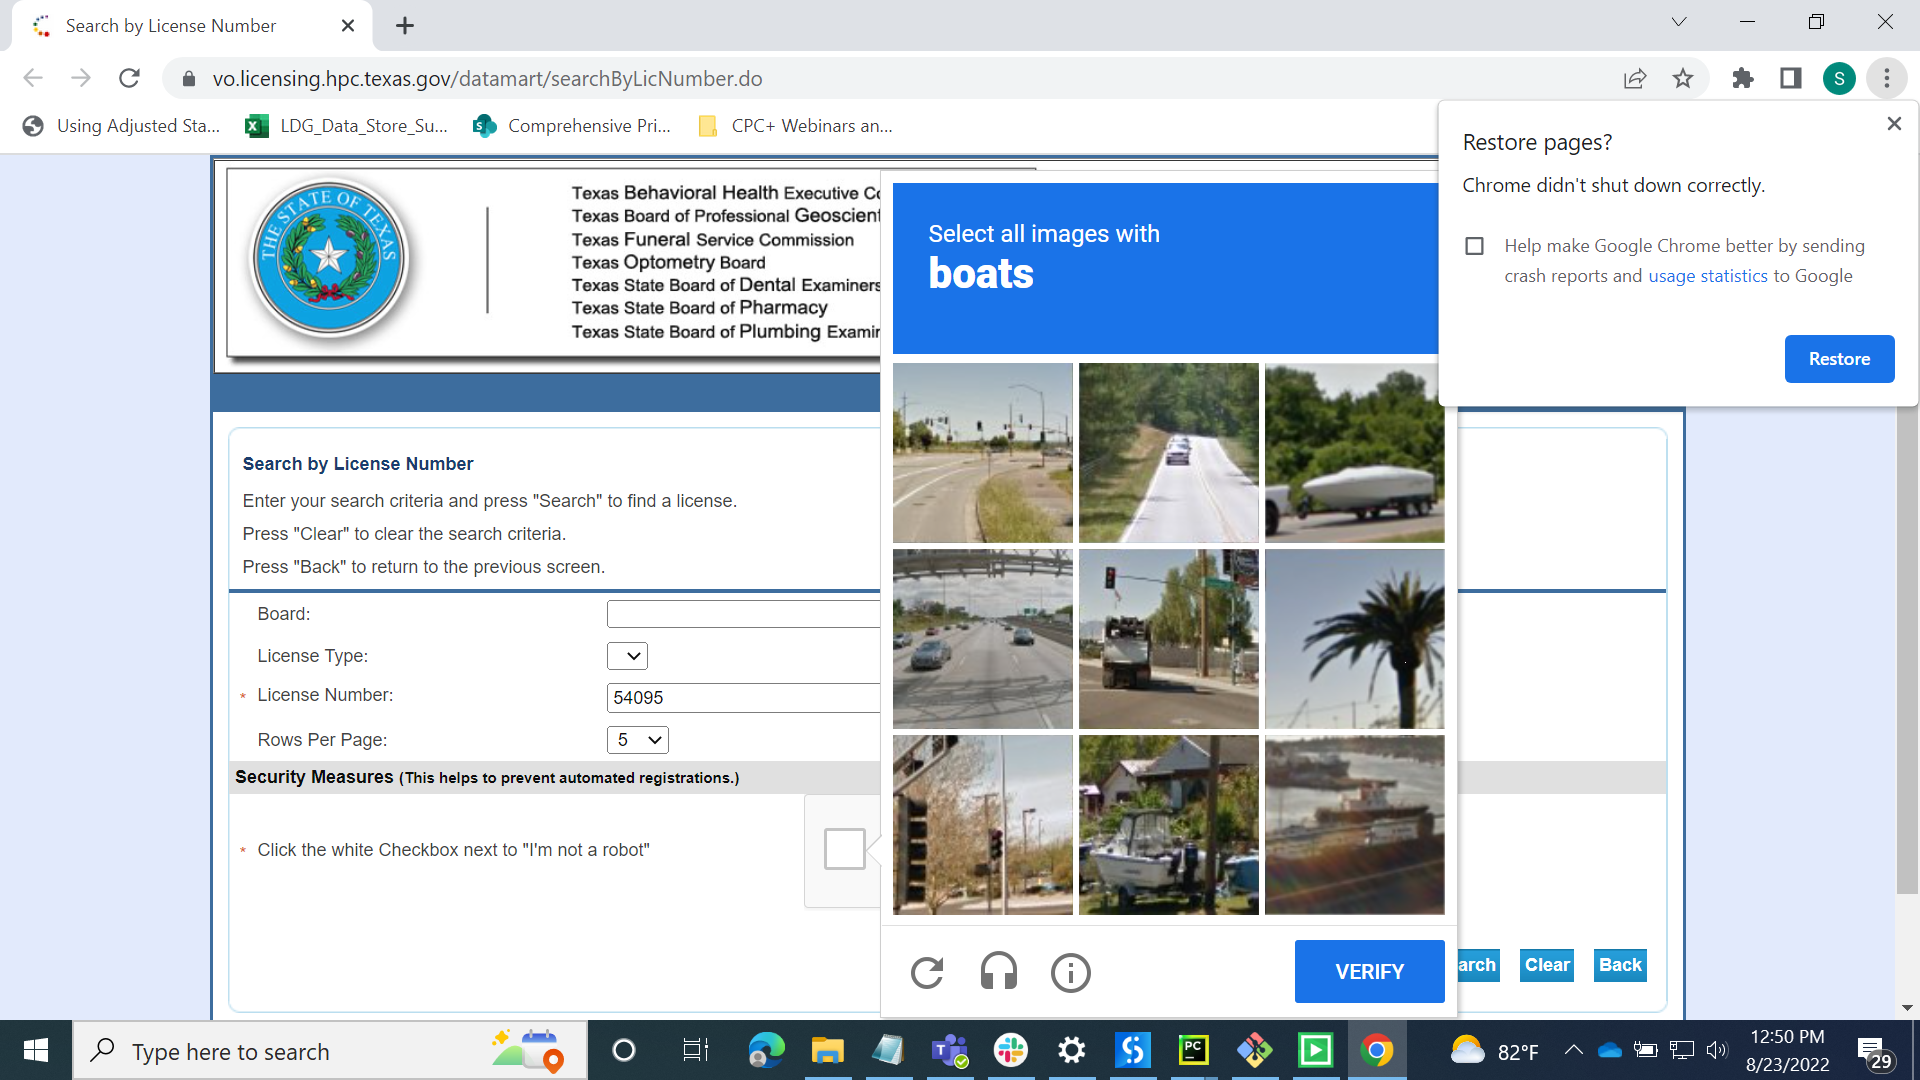 Search by License Number
vo.licensing.hpc.texas.gov/datamart/searchByLicNumber.do
S
Using Adjusted Sta...
LDG_Data_Store_Su...
Comprehensive Pri...
CPC+ Webinars an...
Restore pages?
Chrome didn't shut down correctly.
Help make Google Chrome better by sending
crash reports and usage statistics to Google
Restore
THE STATE OF TEXAS
Texas Behavioral Health Executive Co
Texas Board of Professional Geoscient
Texas Funeral Service Commission
Texas Optometry Board
Texas State Board of Dental Examiners
Texas State Board of Pharmacy
Texas State Board of Plumbing Examin
Select all images with
boats
Search by License Number
Enter your search criteria and press "Search" to find a license.
Press "Clear" to clear the search criteria.
Press "Back" to return to the previous screen.
Board:
License Type:
* License Number: 54095
Rows Per Page: 5
Security Measures (This helps to prevent automated registrations.)
* Click the white Checkbox next to "I'm not a robot"
VERIFY
arch
Clear
Back
Type here to search
PC
82°F
12:50 PM
8/23/2022
29